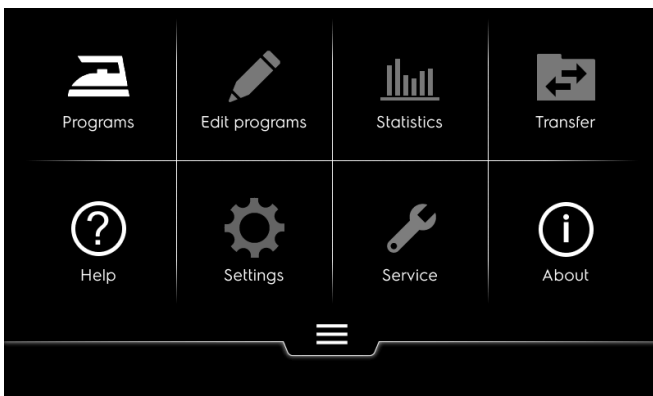 Programs
Edit programs
Statistics
Transfer
Help
Settings
Service
About